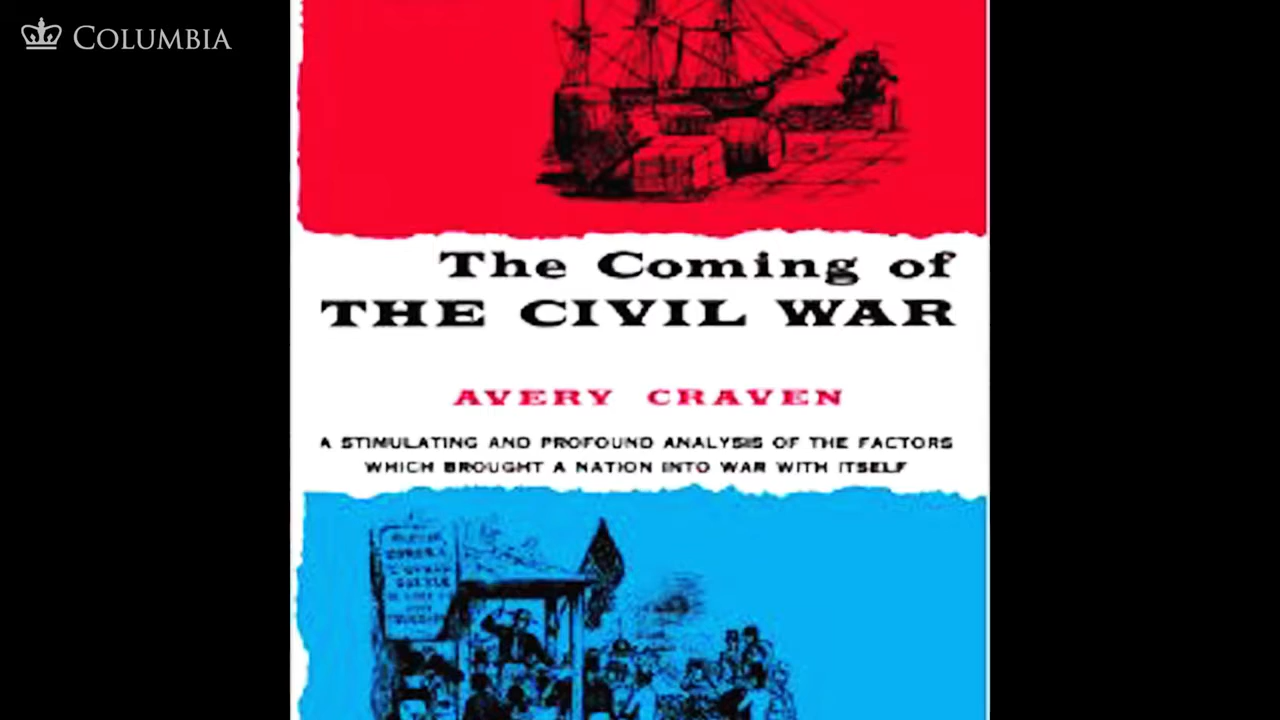 COLUMBIA
The Coming of
THE CIVIL WAR
AVERY CRAVEN
A STIMULATING AND PROFOUND ANALYSIS OF THE FACTORS
WHICH BROUGHT A NATION INTO WAR WITH ITSELF